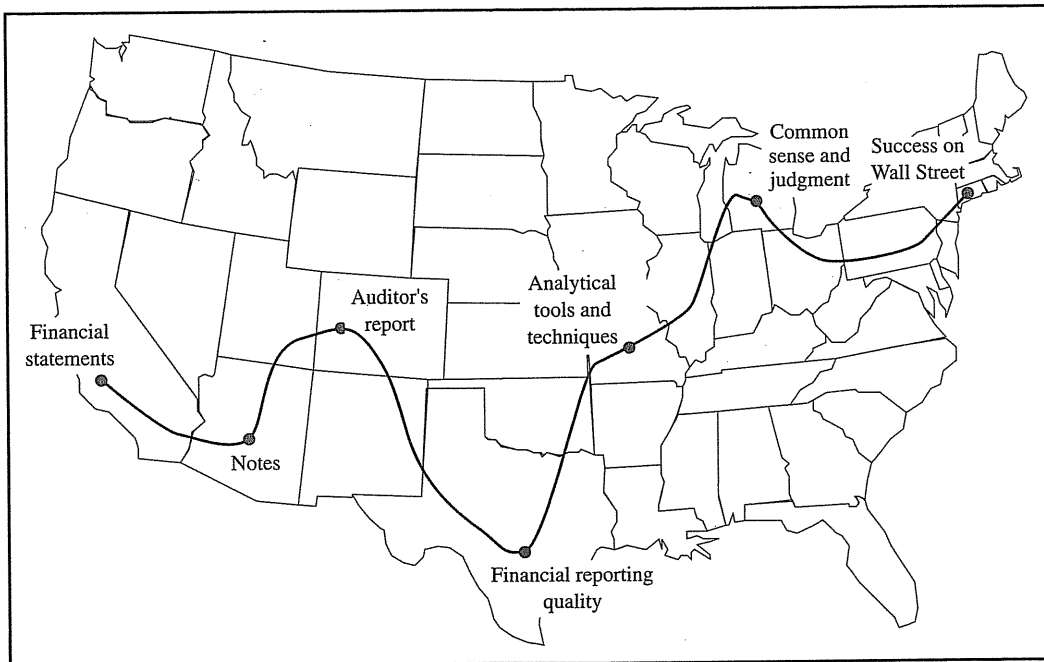 Financial
statements
Notes
Auditor's
report
Financial reporting
quality
Analytical
tools and
techniques
Common
sense and
judgment
Success on
Wall Street